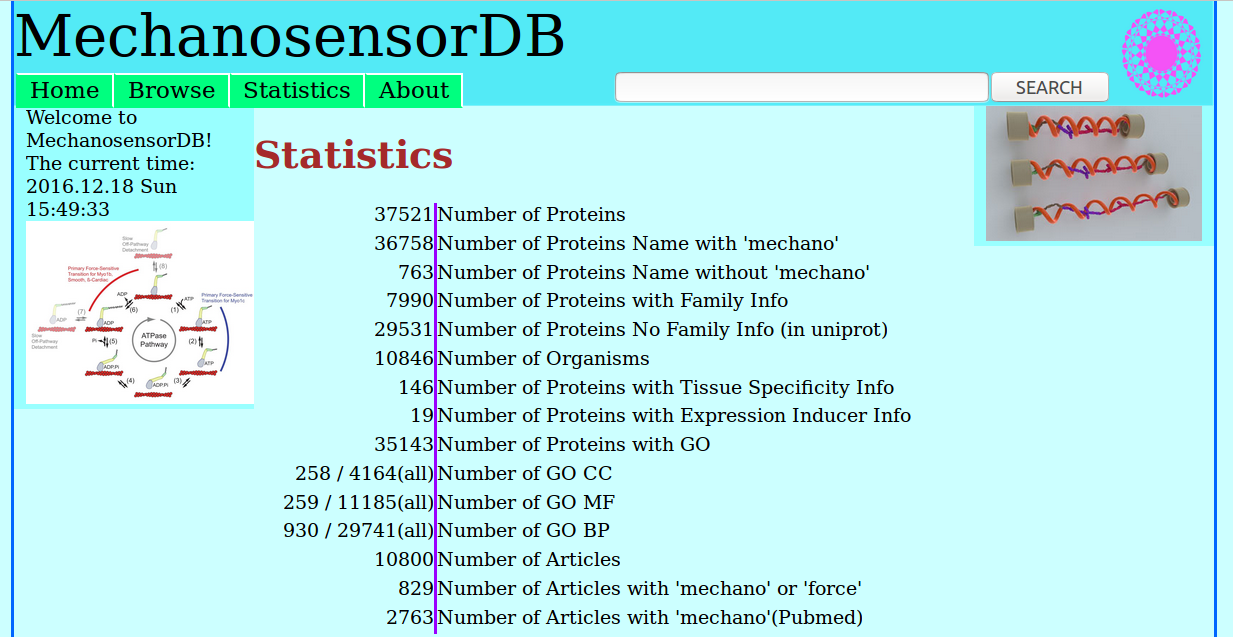 MechanosensorDB
Home Browse Statistics About
SEARCH
Welcome to
MechanosensorDB!
The current time:
2016.12.18 Sun
15:49:33
Slow
Off-Pathway
Detachment
(8)
Primary Force-Sensitive
Transition for Myo1b,
Smooth, ß-Cardiac
Primary Force-Sensitive
Transition for Myo1c
ADP
ATP
(6)
(1)
(7)
ADP
ADP
ATP
ATPase
Pathway
Slow
Off-Pathway
Detachment
Pi
(5)
(2)
ATP
ADP.Pi
(4)
(3)
ADP.Pi
Statistics
37521 Number of Proteins
36758 Number of Proteins Name with 'mechano'
763 Number of Proteins Name without 'mechano'
7990 Number of Proteins with Family Info
29531 Number of Proteins No Family Info (in uniprot)
10846 Number of Organisms
146 Number of Proteins with Tissue Specificity Info
19 Number of Proteins with Expression Inducer Info
35143 Number of Proteins with GO
258 / 4164(all) Number of GO CC
259 / 11185(all) Number of GO MF
930 / 29741(all) Number of GO BP
10800 Number of Articles
829 Number of Articles with 'mechano' or 'force'
2763 Number of Articles with 'mechano'(Pubmed)